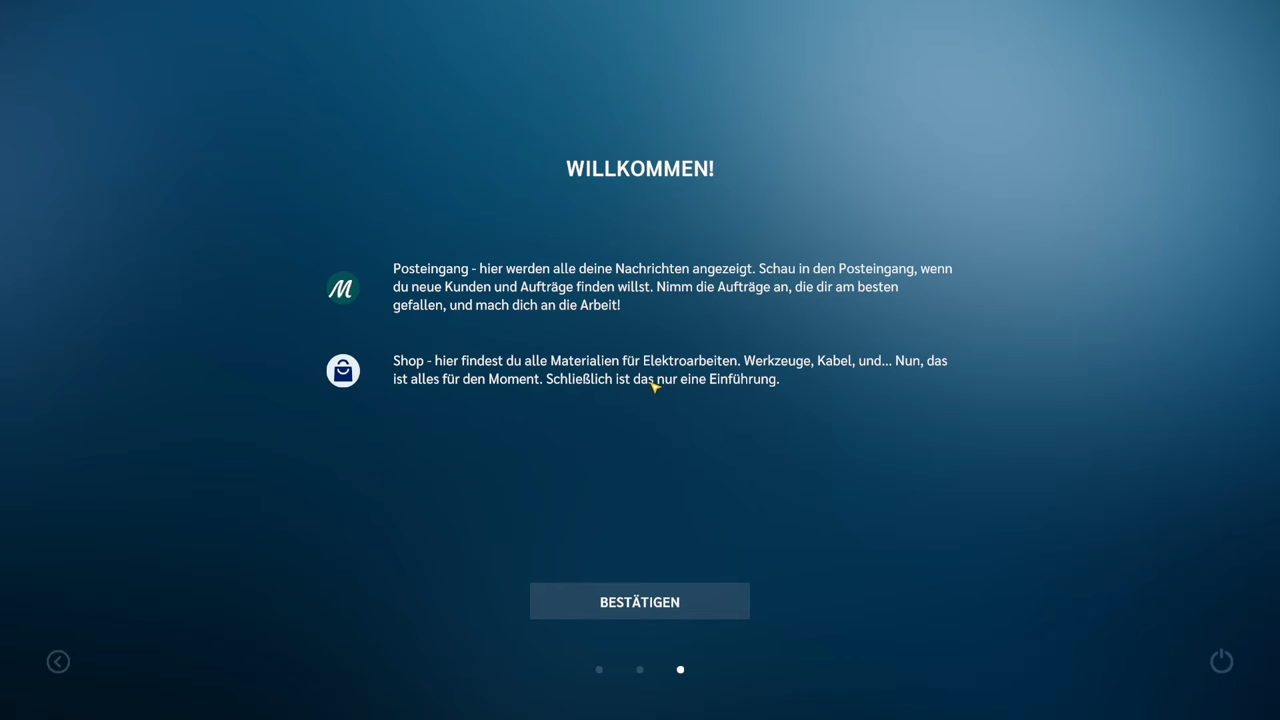 WILLKOMMEN!
Posteingang - hier werden alle deine Nachrichten angezeigt. Schau in den Posteingang, wenn
du neue Kunden und Aufträge finden willst. Nimm die Aufträge an, die dir am besten
gefallen, und mach dich an die Arbeit!
M
Shop - hier findest du alle Materialien für Elektroarbeiten. Werkzeuge, Kabel, und... Nun, das
ist alles für den Moment. Schließlich ist das nur eine Einführung.
BESTÄTIGEN